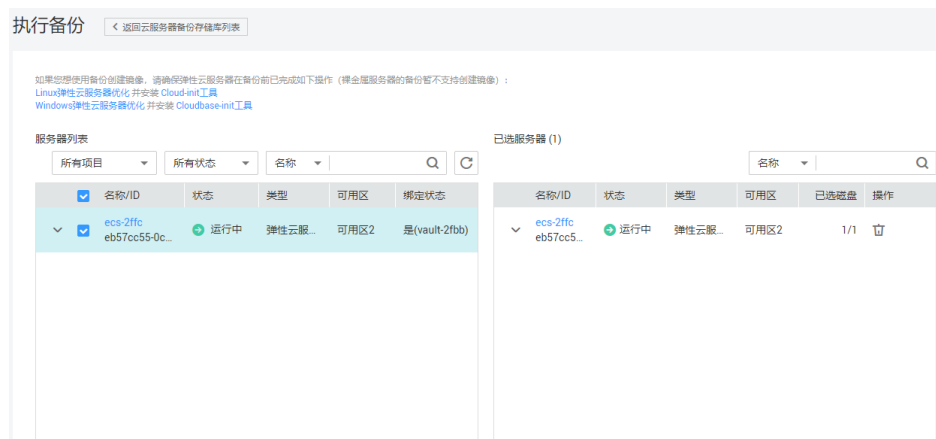 执行备份
返回云服务器备份存储库列表
如果您想使用备份创建镜像，请确保弹性云服务器在备份前已完成如下操作（裸金属服务器的备份暂不支持创建镜像）：
Linux弹性云服务器优化 并安装 Cloud-init工具
Windows弹性云服务器优化 并安装 Cloudbase-init工具
服务器列表
已选服务器 (1)
所有项目 所有状态 名称
名称
名称/ID 状态 类型 可用区 绑定状态
名称/ID 状态 类型 可用区 已选磁盘 操作
ecs-2ffc
eb57cc55-0c...
运行中 弹性云服... 可用区2 是(vault-2fbb)
ecs-2ffc
eb57cc5...
运行中 弹性云服... 可用区2 1/1